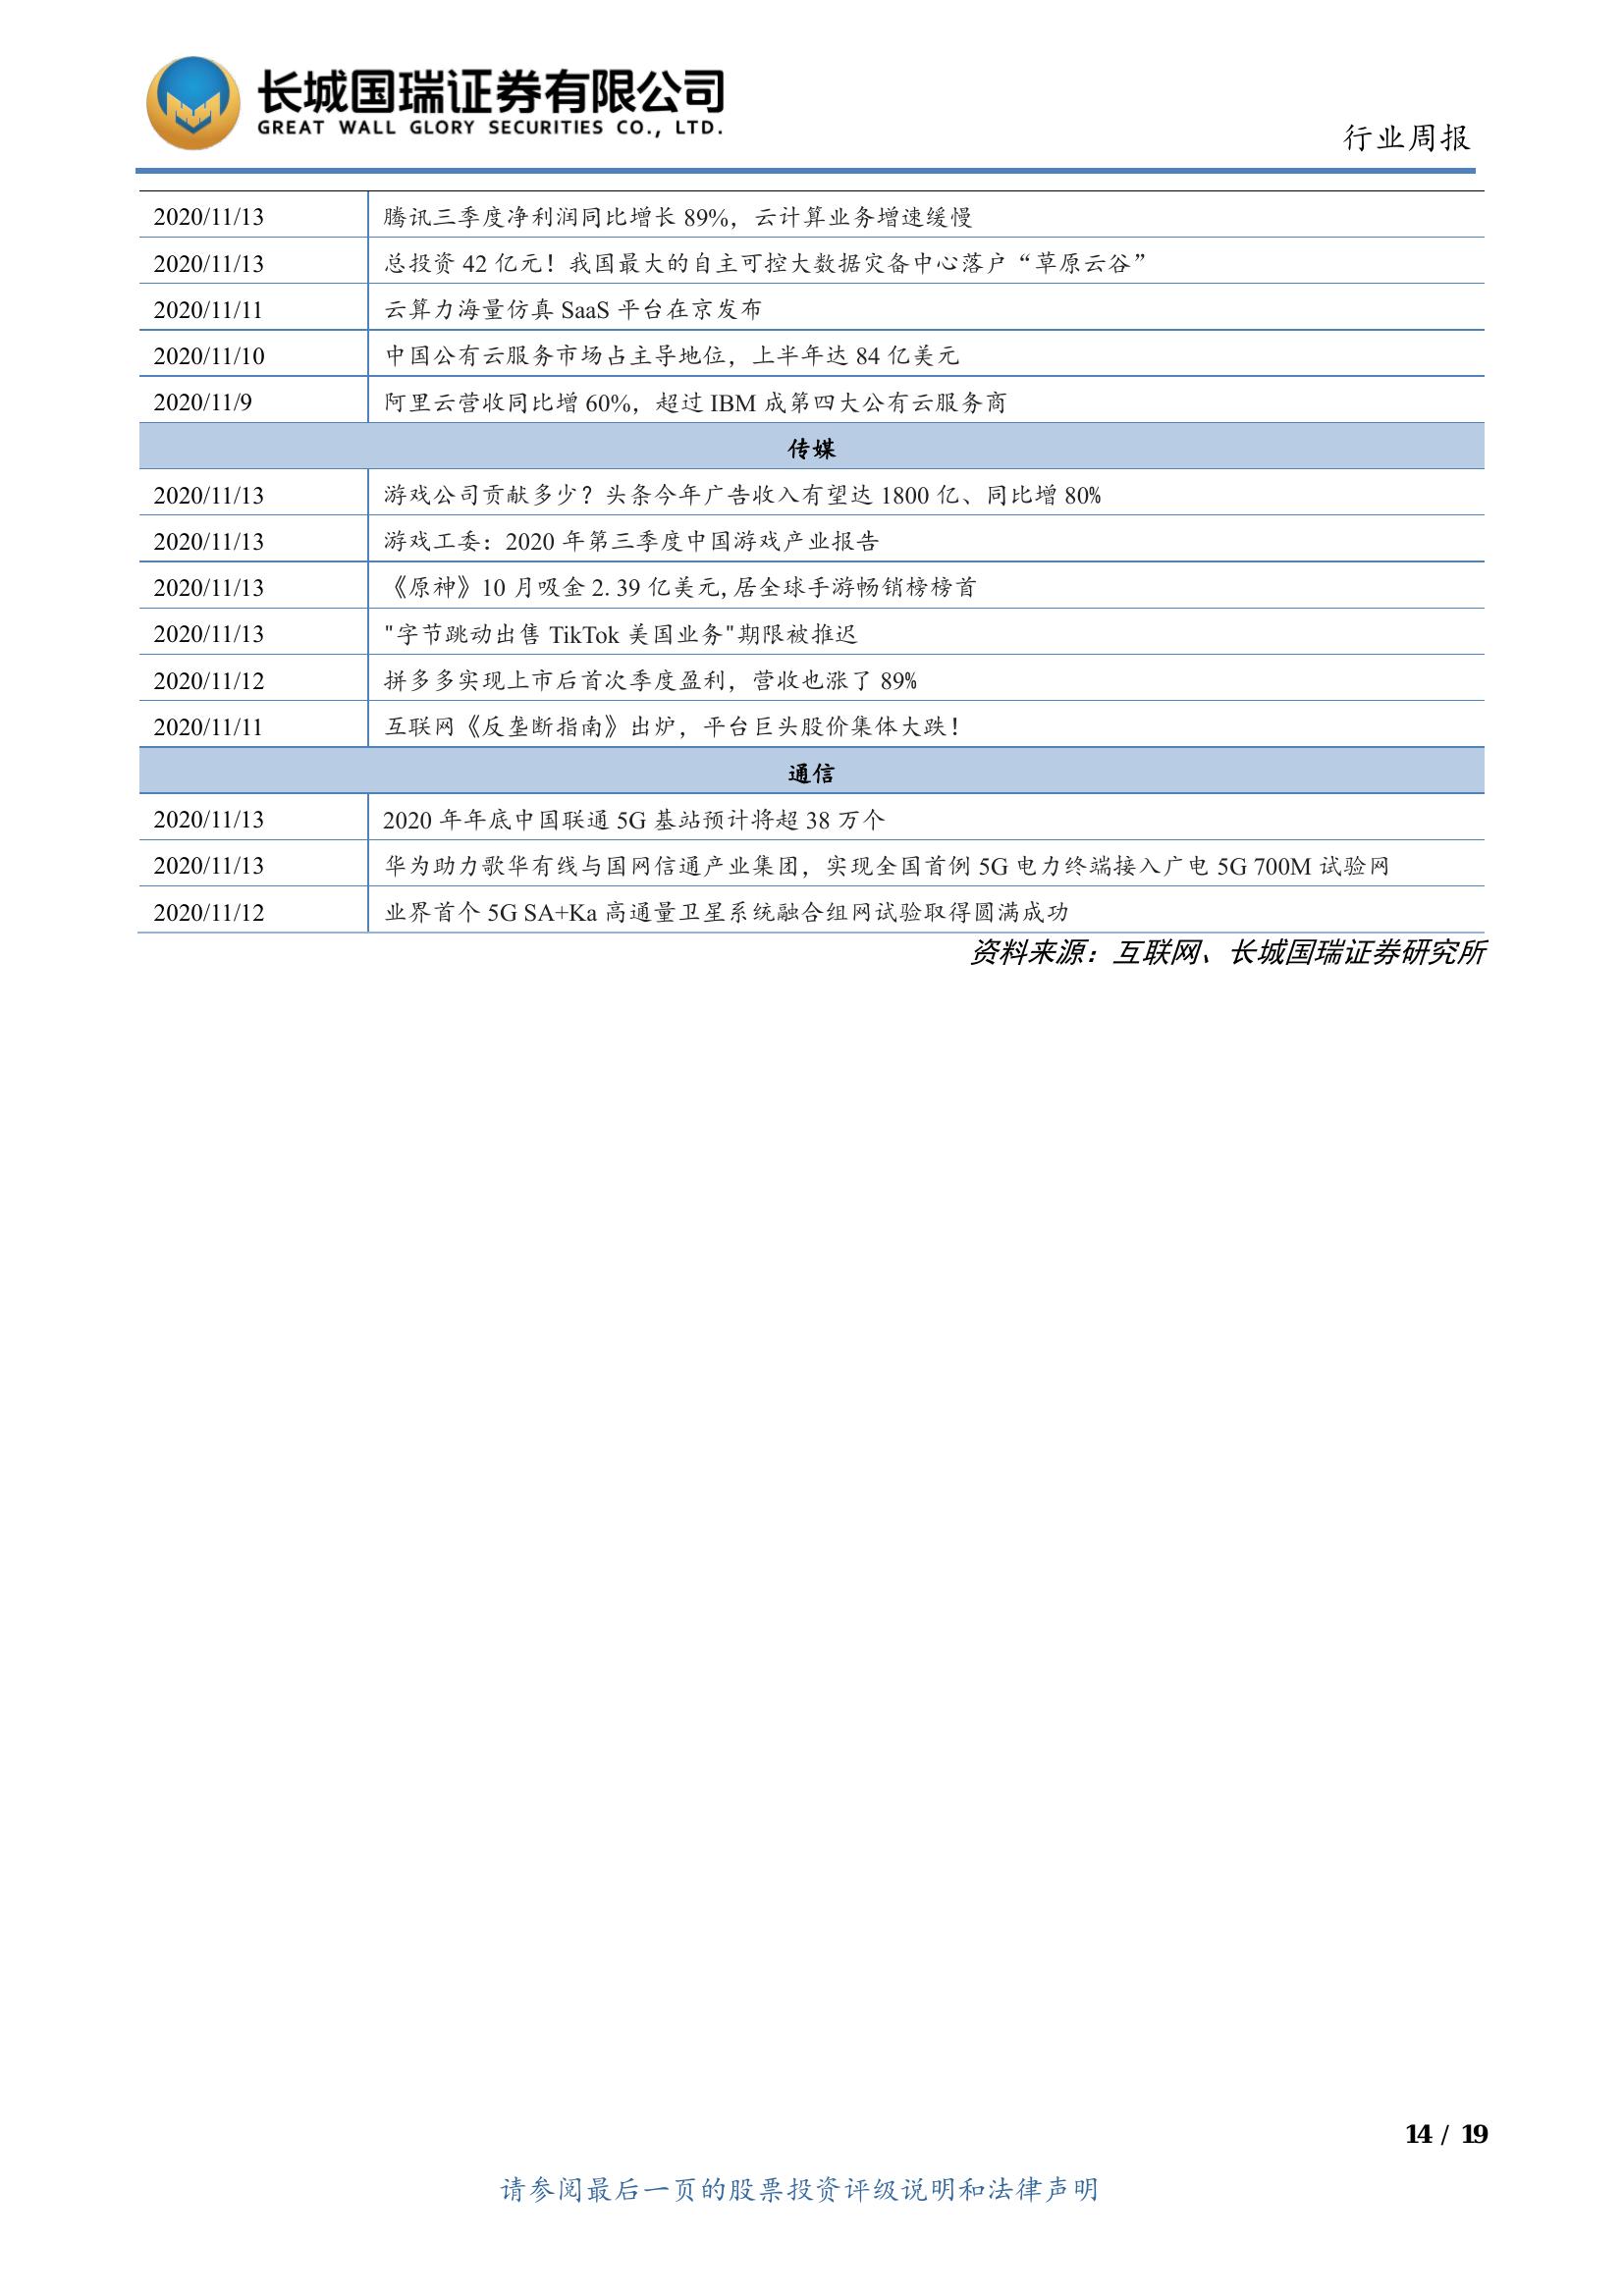 长城国瑞证券有限公司
GREAT WALL GLORY SECURITIES CO., LTD.
行业周报
2020/11/13 腾讯三季度净利润同比增长 89%，云计算业务增速缓慢
2020/11/13 总投资 42 亿元！我国最大的自主可控大数据灾备中心落户“草原云谷”
2020/11/11 云算力海量仿真 SaaS 平台在京发布
2020/11/10 中国公有云服务市场占主导地位，上半年达 84 亿美元
2020/11/9 阿里云营收同比增 60%，超过 IBM 成第四大公有云服务商
传媒
2020/11/13 游戏公司贡献多少？头条今年广告收入有望达 1800 亿、同比增 80%
2020/11/13 游戏工委：2020 年第三季度中国游戏产业报告
2020/11/13 《原神》10 月吸金 2.39 亿美元,居全球手游畅销榜榜首
2020/11/13 "字节跳动出售 TikTok 美国业务"期限被推迟
2020/11/12 拼多多实现上市后首次季度盈利，营收也涨了 89%
2020/11/11 互联网《反垄断指南》出炉，平台巨头股价集体大跌！
通信
2020/11/13 2020 年年底中国联通 5G 基站预计将超 38 万个
2020/11/13 华为助力歌华有线与国网信通产业集团，实现全国首例 5G 电力终端接入广电 5G 700M 试验网
2020/11/12 业界首个 5G SA+Ka 高通量卫星系统融合组网试验取得圆满成功
资料来源：互联网、长城国瑞证券研究所
14 / 19
请参阅最后一页的股票投资评级说明和法律声明